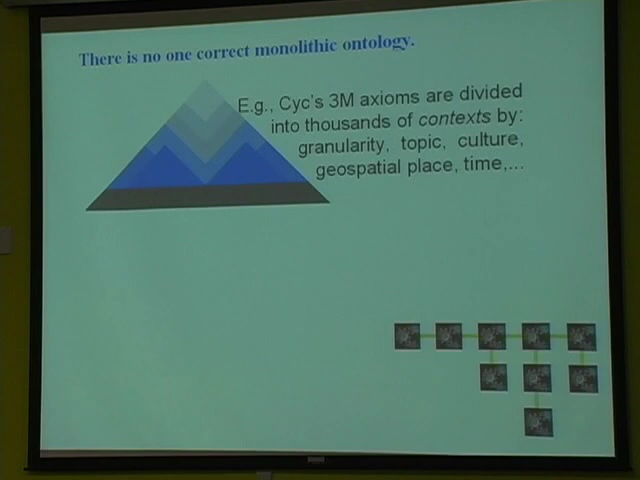 There is no one correct monolithic ontology.
E.g., Cyc's 3M axioms are divided
into thousands of contexts by:
granularity, topic, culture,
geospatial place, time,...